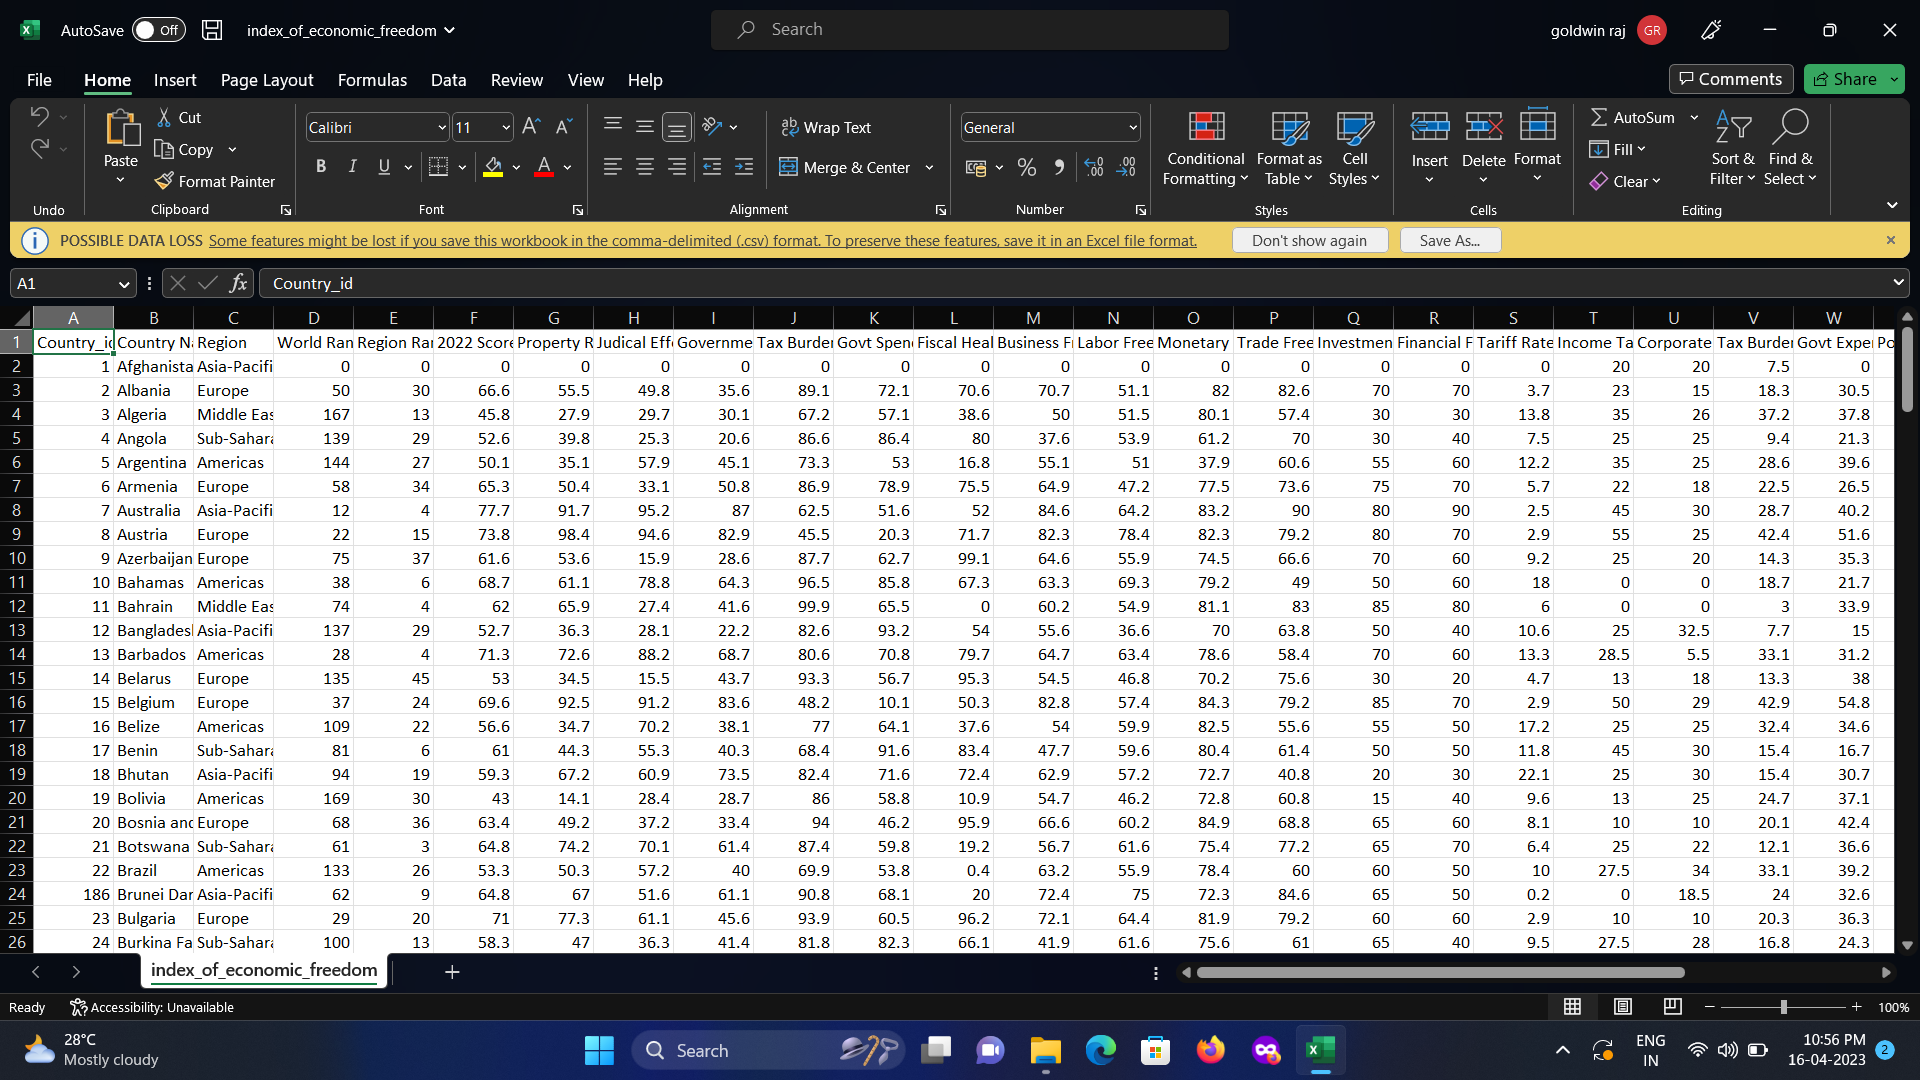 AutoSave Off index_of_economic_freedom Search goldwin raj GR
File Home Insert Page Layout Formulas Data Review View Help Comments Share
Paste Cut Copy Format Painter
Calibri 11
B I U A
Wrap Text
Merge & Center
General
Conditional Formatting Format as Table Cell Styles
Insert Delete Format
AutoSum Fill Clear
Sort & Filter Find & Select
Undo Clipboard Font Alignment Number Styles Cells Editing
POSSIBLE DATA LOSS Some features might be lost if you save this workbook in the comma-delimited (.csv) format. To preserve these features, save it in an Excel file format. Don't show again Save As...
A1 fx Country_id
A B C D E F G H I J K L M N O P Q R S T U V W
1 Country_id Country Na Region World Ran Region Ran 2022 Score Property R Judical Eff Governme Tax Burden Govt Spen Fiscal Heal Business Fr Labor Free Monetary Trade Free Investmen Financial F Tariff Rate Income Ta Corporate Tax Burden Govt Expen Po
2 1 Afghanista Asia-Pacifi 0 0 0 0 0 0 0 0 0 0 0 0 0 0 0 0 20 20 7.5 0
3 2 Albania Europe 50 30 66.6 55.5 49.8 35.6 89.1 72.1 70.6 70.7 51.1 82 82.6 70 70 3.7 23 15 18.3 30.5
4 3 Algeria Middle Eas 167 13 45.8 27.9 29.7 30.1 67.2 57.1 38.6 50 51.5 80.1 57.4 30 30 13.8 35 26 37.2 37.8
5 4 Angola Sub-Sahara 139 29 52.6 39.8 25.3 20.6 86.6 86.4 80 37.6 53.9 61.2 70 30 40 7.5 25 25 9.4 21.3
6 5 Argentina Americas 144 27 50.1 35.1 57.9 45.1 73.3 53 16.8 55.1 51 37.9 60.6 55 60 12.2 35 25 28.6 39.6
7 6 Armenia Europe 58 34 65.3 50.4 33.1 50.8 86.9 78.9 75.5 64.9 47.2 77.5 73.6 75 70 5.7 22 18 22.5 26.5
8 7 Australia Asia-Pacifi 12 4 77.7 91.7 95.2 87 62.5 51.6 52 84.6 64.2 83.2 90 80 90 2.5 45 30 28.7 40.2
9 8 Austria Europe 22 15 73.8 98.4 94.6 82.9 45.5 20.3 71.7 82.3 78.4 82.3 79.2 80 70 2.9 55 25 42.4 51.6
10 9 Azerbaijan Europe 75 37 61.6 53.6 15.9 28.6 87.7 62.7 99.1 64.6 55.9 74.5 66.6 70 60 9.2 25 20 14.3 35.3
11 10 Bahamas Americas 38 6 68.7 61.1 78.8 64.3 96.5 85.8 67.3 63.3 69.3 79.2 49 50 60 18 0 0 18.7 21.7
12 11 Bahrain Middle Eas 74 4 62 65.9 27.4 41.6 99.9 65.5 0 60.2 54.9 81.1 83 85 80 6 0 0 3 33.9
13 12 Bangladesh Asia-Pacifi 137 29 52.7 36.3 28.1 22.2 82.6 93.2 54 55.6 36.6 70 63.8 50 40 10.6 25 32.5 7.7 15
14 13 Barbados Americas 28 4 71.3 72.6 88.2 68.7 80.6 70.8 79.7 64.7 63.4 78.6 58.4 70 60 13.3 28.5 5.5 33.1 31.2
15 14 Belarus Europe 135 45 53 34.5 15.5 43.7 93.3 56.7 95.3 54.5 46.8 70.2 75.6 30 20 4.7 13 18 13.3 38
16 15 Belgium Europe 37 24 69.6 92.5 91.2 83.6 48.2 10.1 50.3 82.8 57.4 84.3 79.2 85 70 2.9 50 29 42.9 54.8
17 16 Belize Americas 109 22 56.6 34.7 70.2 38.1 77 64.1 37.6 54 59.9 82.5 55.6 55 50 17.2 25 25 32.4 34.6
18 17 Benin Sub-Sahara 81 6 61 44.3 55.3 40.3 68.4 91.6 83.4 47.7 59.6 80.4 61.4 50 50 11.8 45 30 15.4 16.7
19 18 Bhutan Asia-Pacifi 94 19 59.3 67.2 60.9 73.5 82.4 71.6 72.4 62.9 57.2 72.7 40.8 20 30 22.1 25 30 15.4 30.7
20 19 Bolivia Americas 169 30 43 14.1 28.4 28.7 86 58.8 10.9 54.7 46.2 72.8 60.8 15 40 9.6 13 25 24.7 37.1
21 20 Bosnia and Europe 68 36 63.4 49.2 37.2 33.4 94 46.2 95.9 66.6 60.2 84.9 68.8 65 60 8.1 10 10 20.1 42.4
22 21 Botswana Sub-Sahara 61 3 64.8 74.2 70.1 61.4 87.4 59.8 19.2 56.7 61.6 75.4 77.2 65 70 6.4 25 22 12.1 36.6
23 22 Brazil Americas 133 26 53.3 50.3 57.2 40 69.9 53.8 0.4 63.2 55.9 78.4 60 60 50 10 27.5 34 33.1 39.2
24 186 Brunei Dar Asia-Pacifi 62 9 64.8 67 51.6 61.1 90.8 68.1 20 72.4 75 72.3 84.6 65 50 0.2 0 18.5 24 32.6
25 23 Bulgaria Europe 29 20 71 77.3 61.1 45.6 93.9 60.5 96.2 72.1 64.4 81.9 79.2 60 60 2.9 10 10 20.3 36.3
26 24 Burkina Fa Sub-Sahara 100 13 58.3 47 36.3 41.4 81.8 82.3 66.1 41.9 61.6 75.6 61 65 40 9.5 27.5 28 16.8 24.3
index_of_economic_freedom
Ready Accessibility: Unavailable 100%
28°C
Mostly cloudy
Search
ENG
IN
10:56 PM
16-04-2023
2